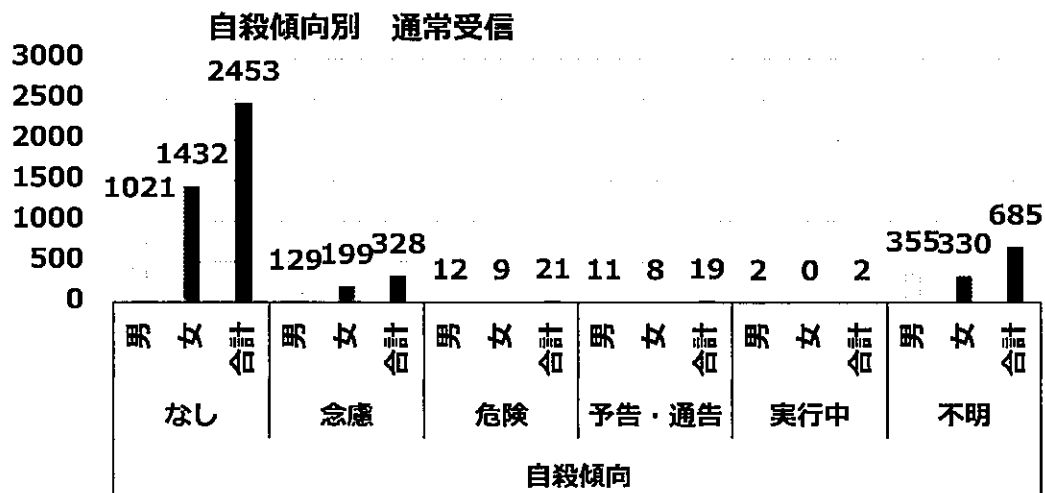 自殺傾向別　通常受信
3000
2500
2000
1500
1000
500
0
1021 1432 2453 129 199 328 12 9 21 11 8 19 2 0 2 355 330 685
男 女 合計 男 女 合計 男 女 合計 男 女 合計 男 女 合計 男 女 合計
なし 念慮 危険 予告・通告 実行中 不明
自殺傾向